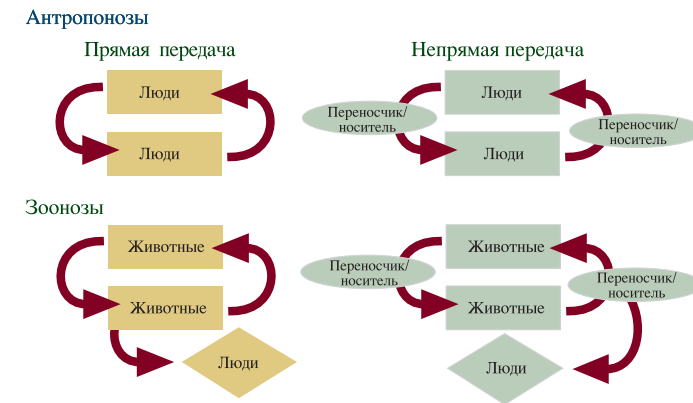 Антропонозы
Прямая передача
Непрямая передача
Люди
Люди
Люди
Переносчик/
носитель
Переносчик/
носитель
Люди
Зоонозы
Животные
Животные
Люди
Животные
Переносчик/
носитель
Переносчик/
носитель
Животные
Люди